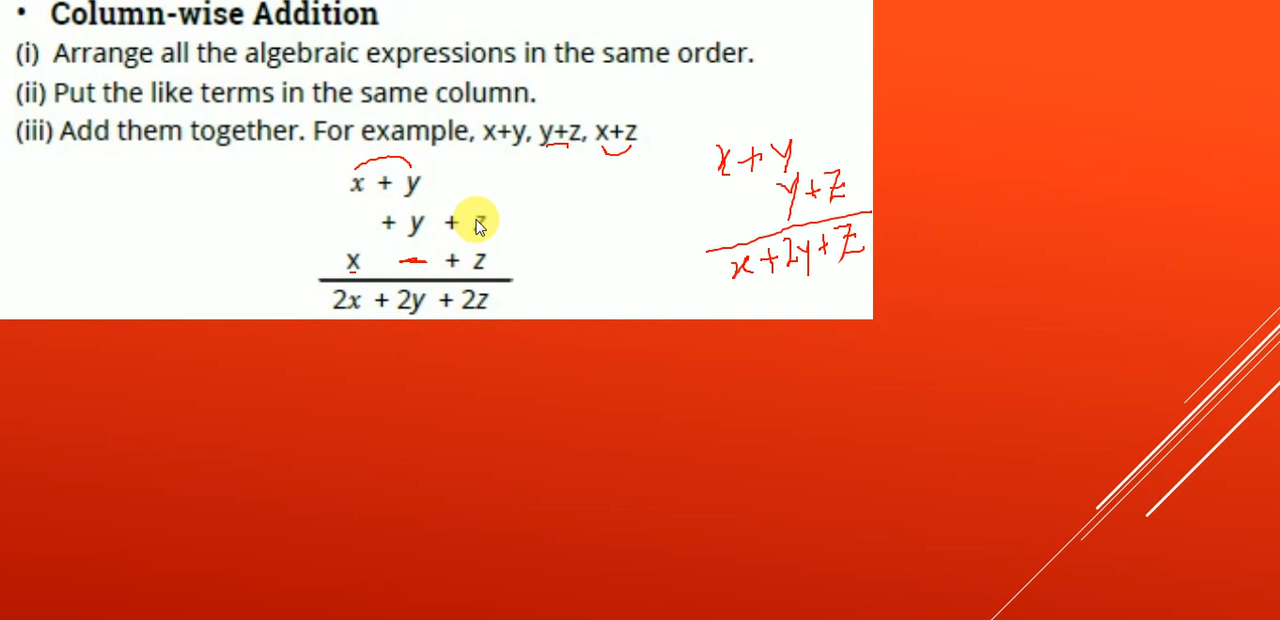 • Column-wise Addition
(i) Arrange all the algebraic expressions in the same order.
(ii) Put the like terms in the same column.
(iii) Add them together. For example, x+y, y+z, x+z
x + y
+ y + z
x - + z
2x + 2y + 2z
x + y
y + z
x + 2y + z